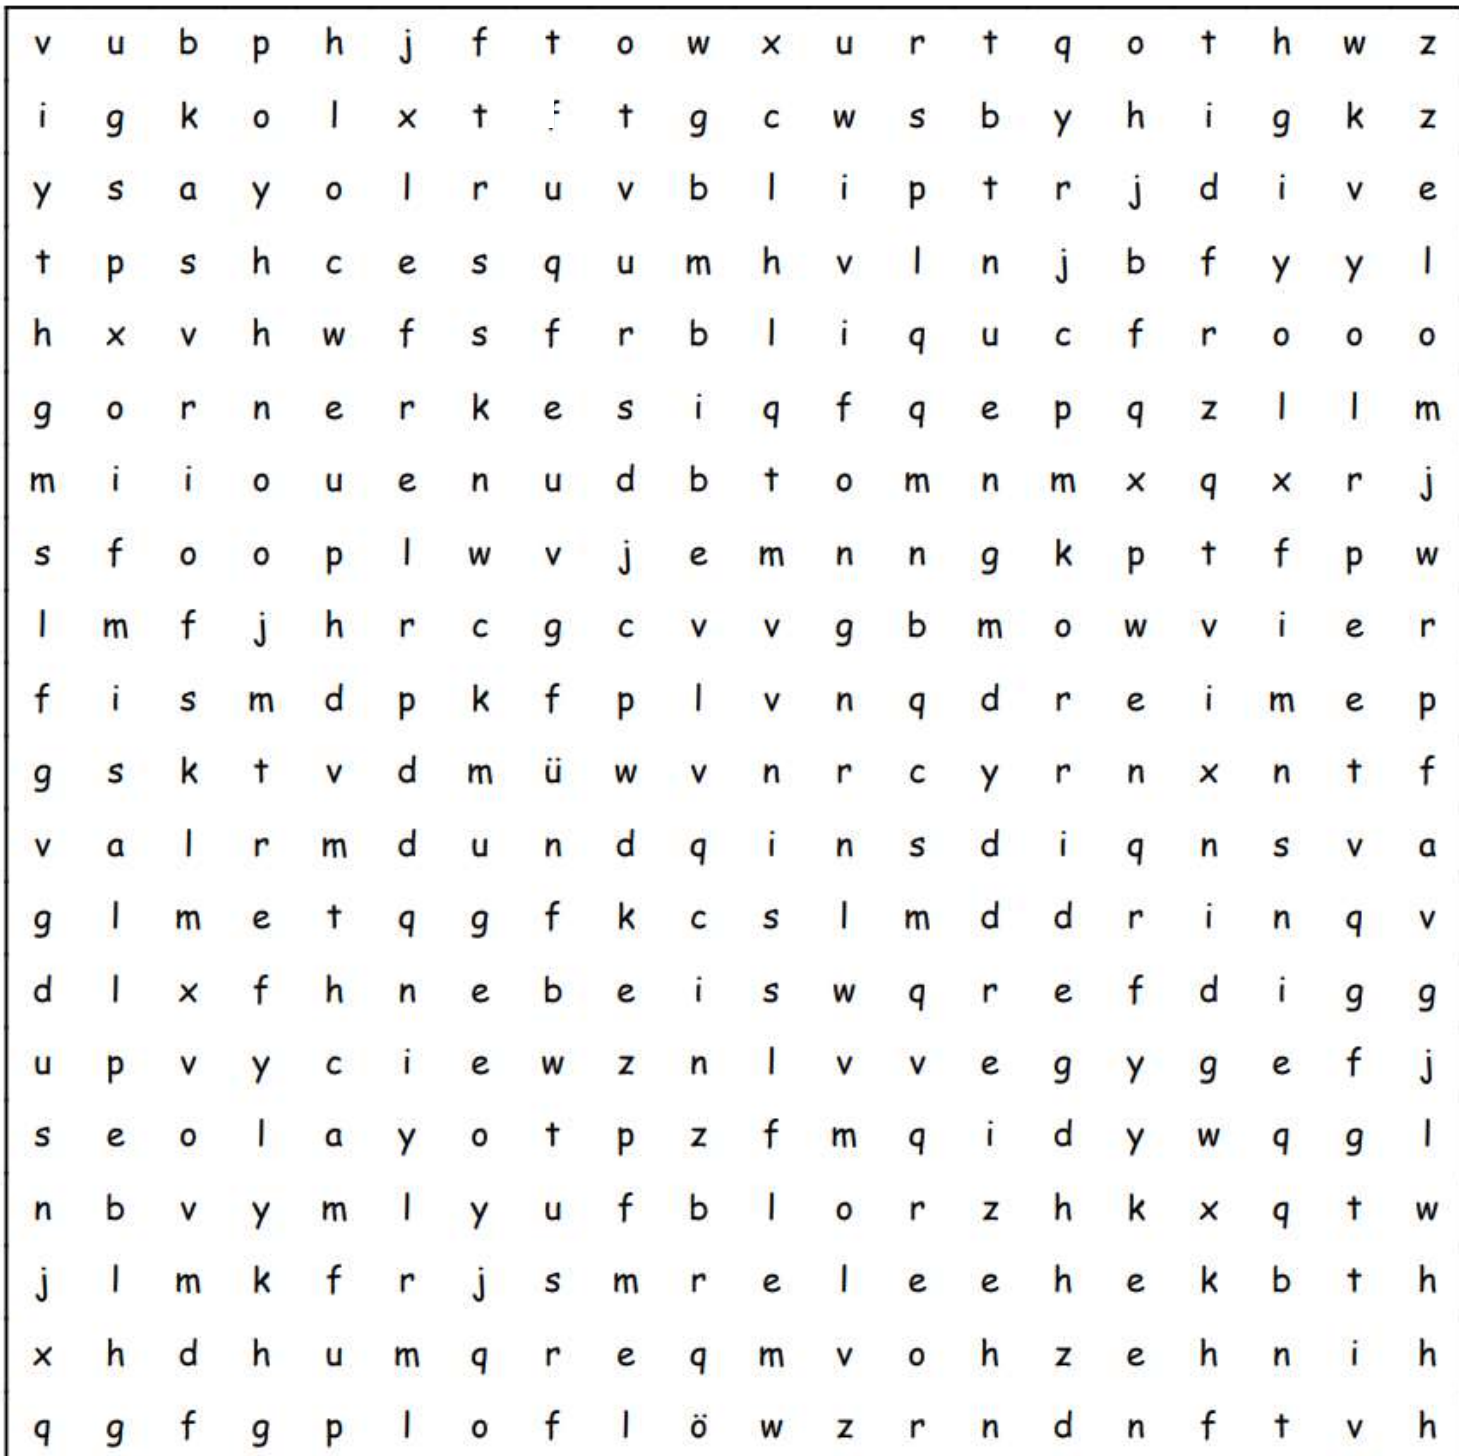 v u b p h j f t o w x u r t q o t h w z
i g k o l x t t g c w s b y h i g k z
y s a y o l r u v b l i p t r j d i v e
t p s h c e s q u m h v l n j b f y y l
h x v h w f s f r b l i q u c f r o o o
g o r n e r k e s i q f q e p q z l l m
m i i o u e n u d b t o m n m x q x r j
s f o o p l w v j e m n n g k p t f p w
l m f j h r c g c v v g b m o w v i e r
f i s m d p k f p l v n q d r e i m e p
g s k t v d m ü w v n r c y r n x n t f
v a l r m d u n d q i n s d i q n s v a
g l m e t q g f k c s l m d d r i n q v
d l x f h n e b e i s w q r e f d i g g
u p v y c i e w z n l v v e g y g e f j
s e o l a y o t p z f m q i d y w q g l
n b v y m l y u f b l o r z h k x q t w
j l m k f r j s m r e l e e h e k b t h
x h d h u m q r e q m v o h z e h n i h
q g f g p l o f l ö w z r n d n f t v h